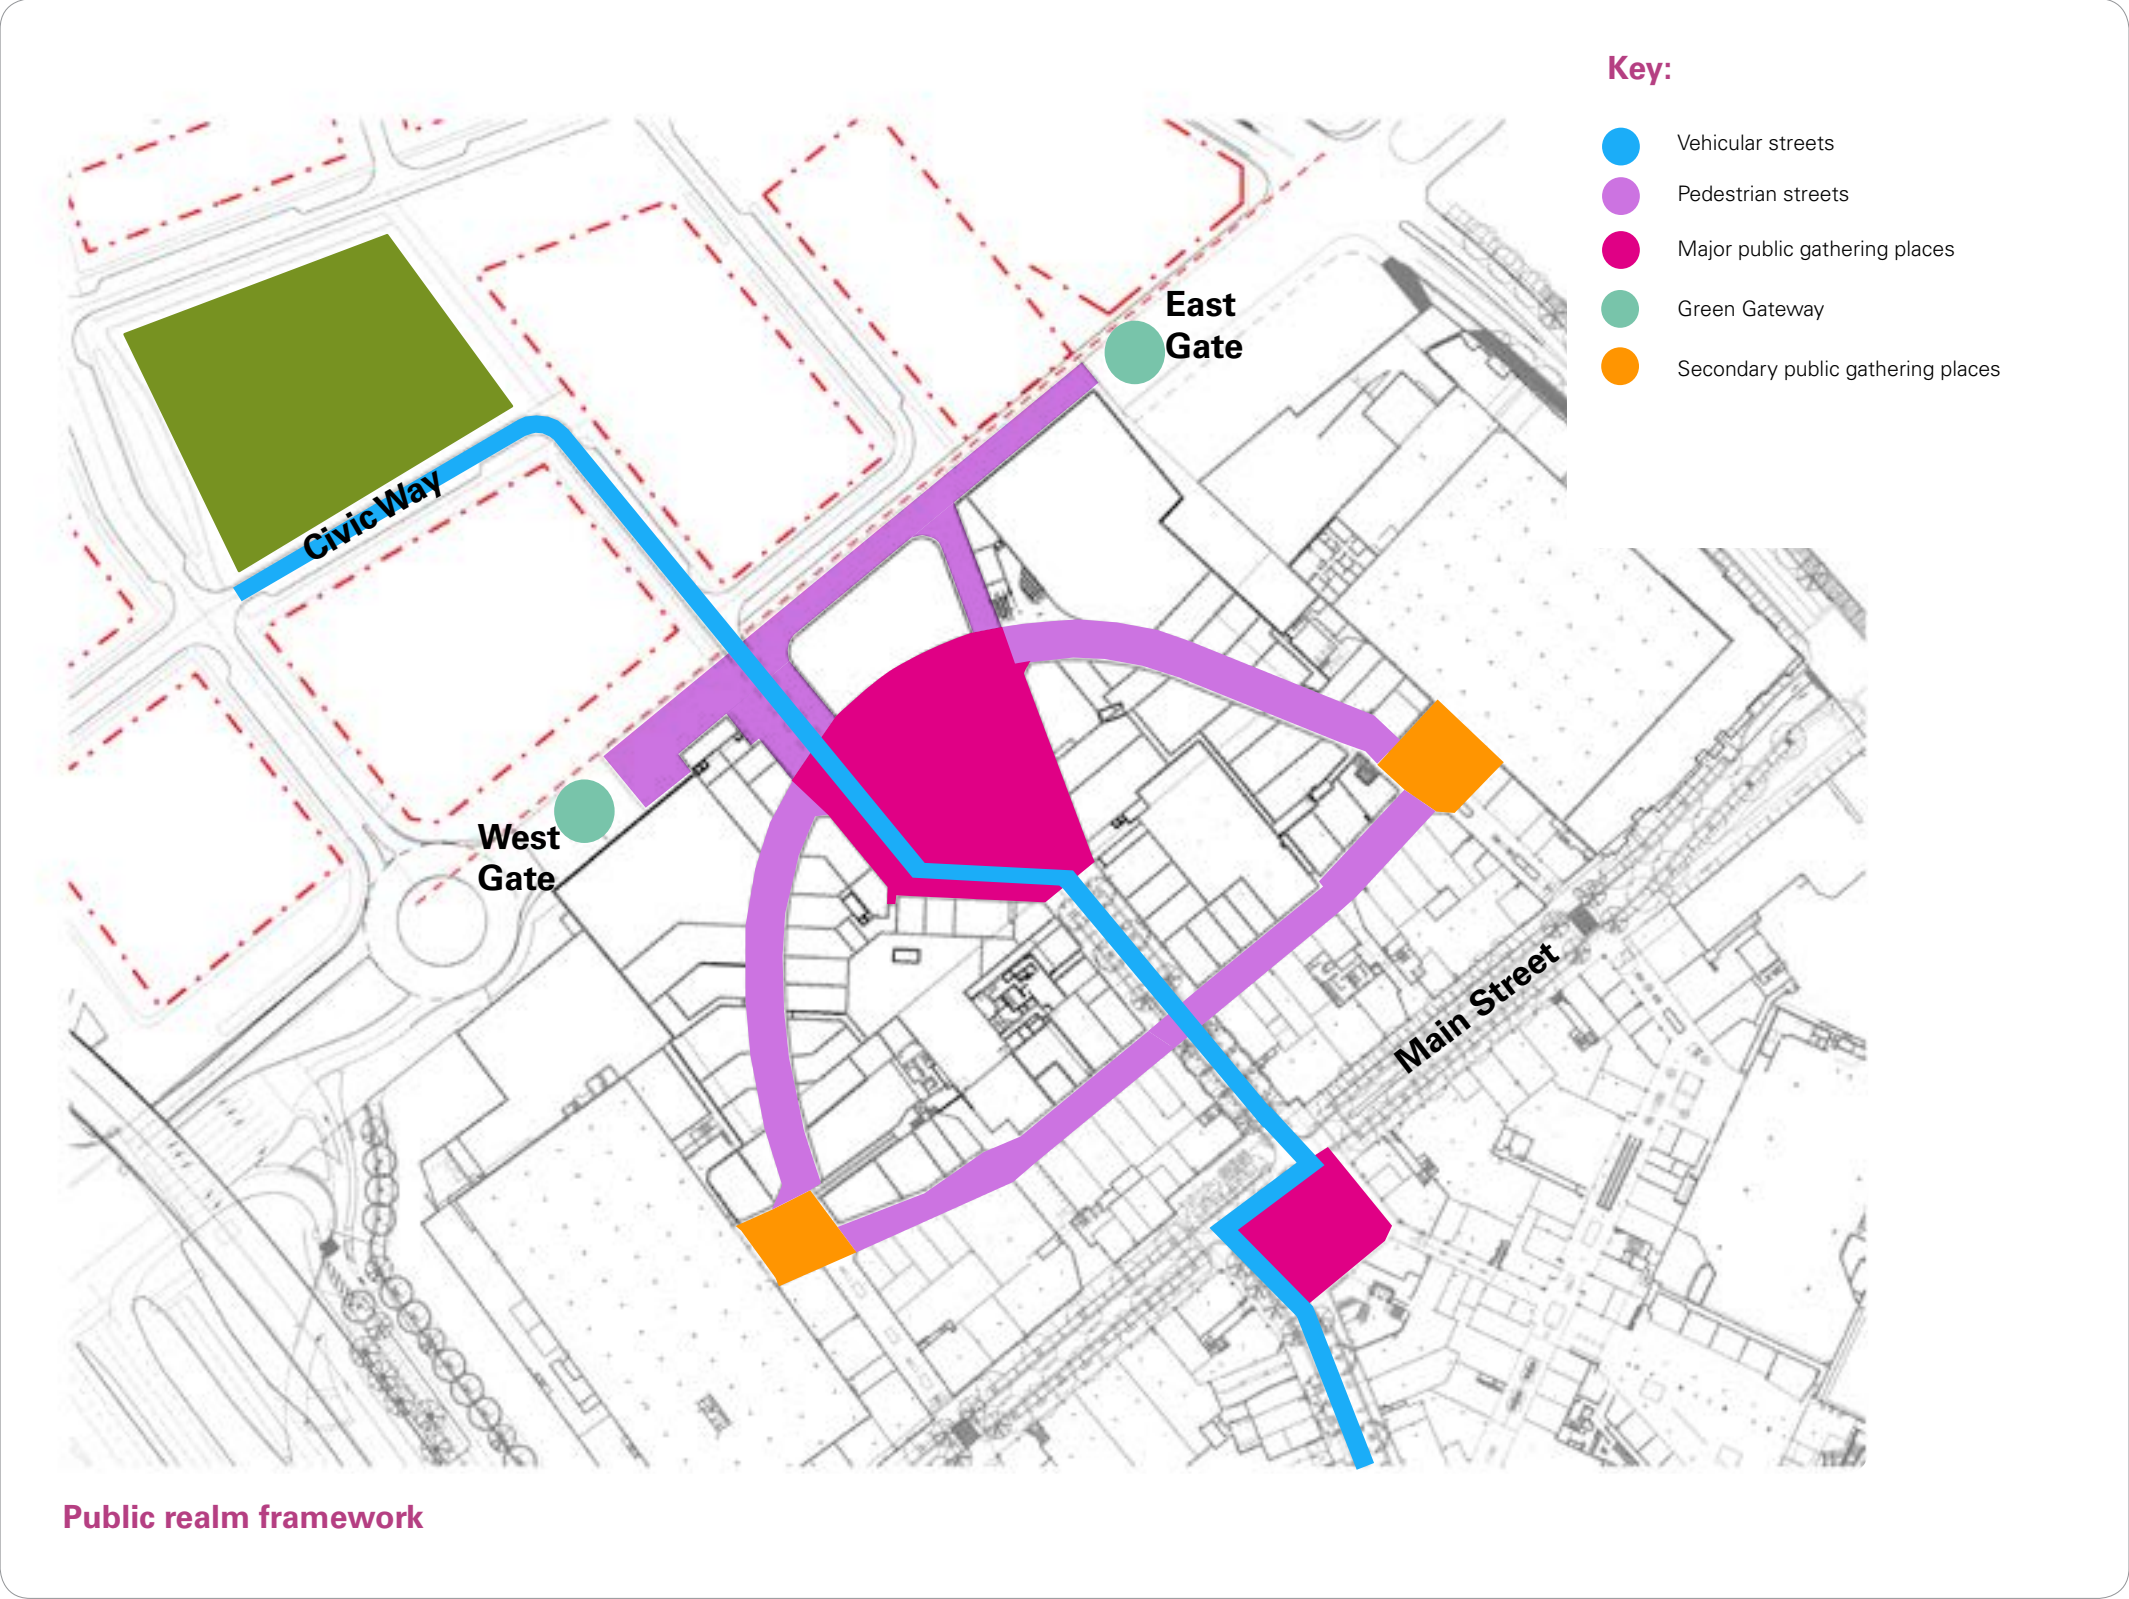 Key:
Vehicular streets
Pedestrian streets
Major public gathering places
Green Gateway
Secondary public gathering places
East
Gate
Civic Way
West
Gate
Main Street
Public realm framework